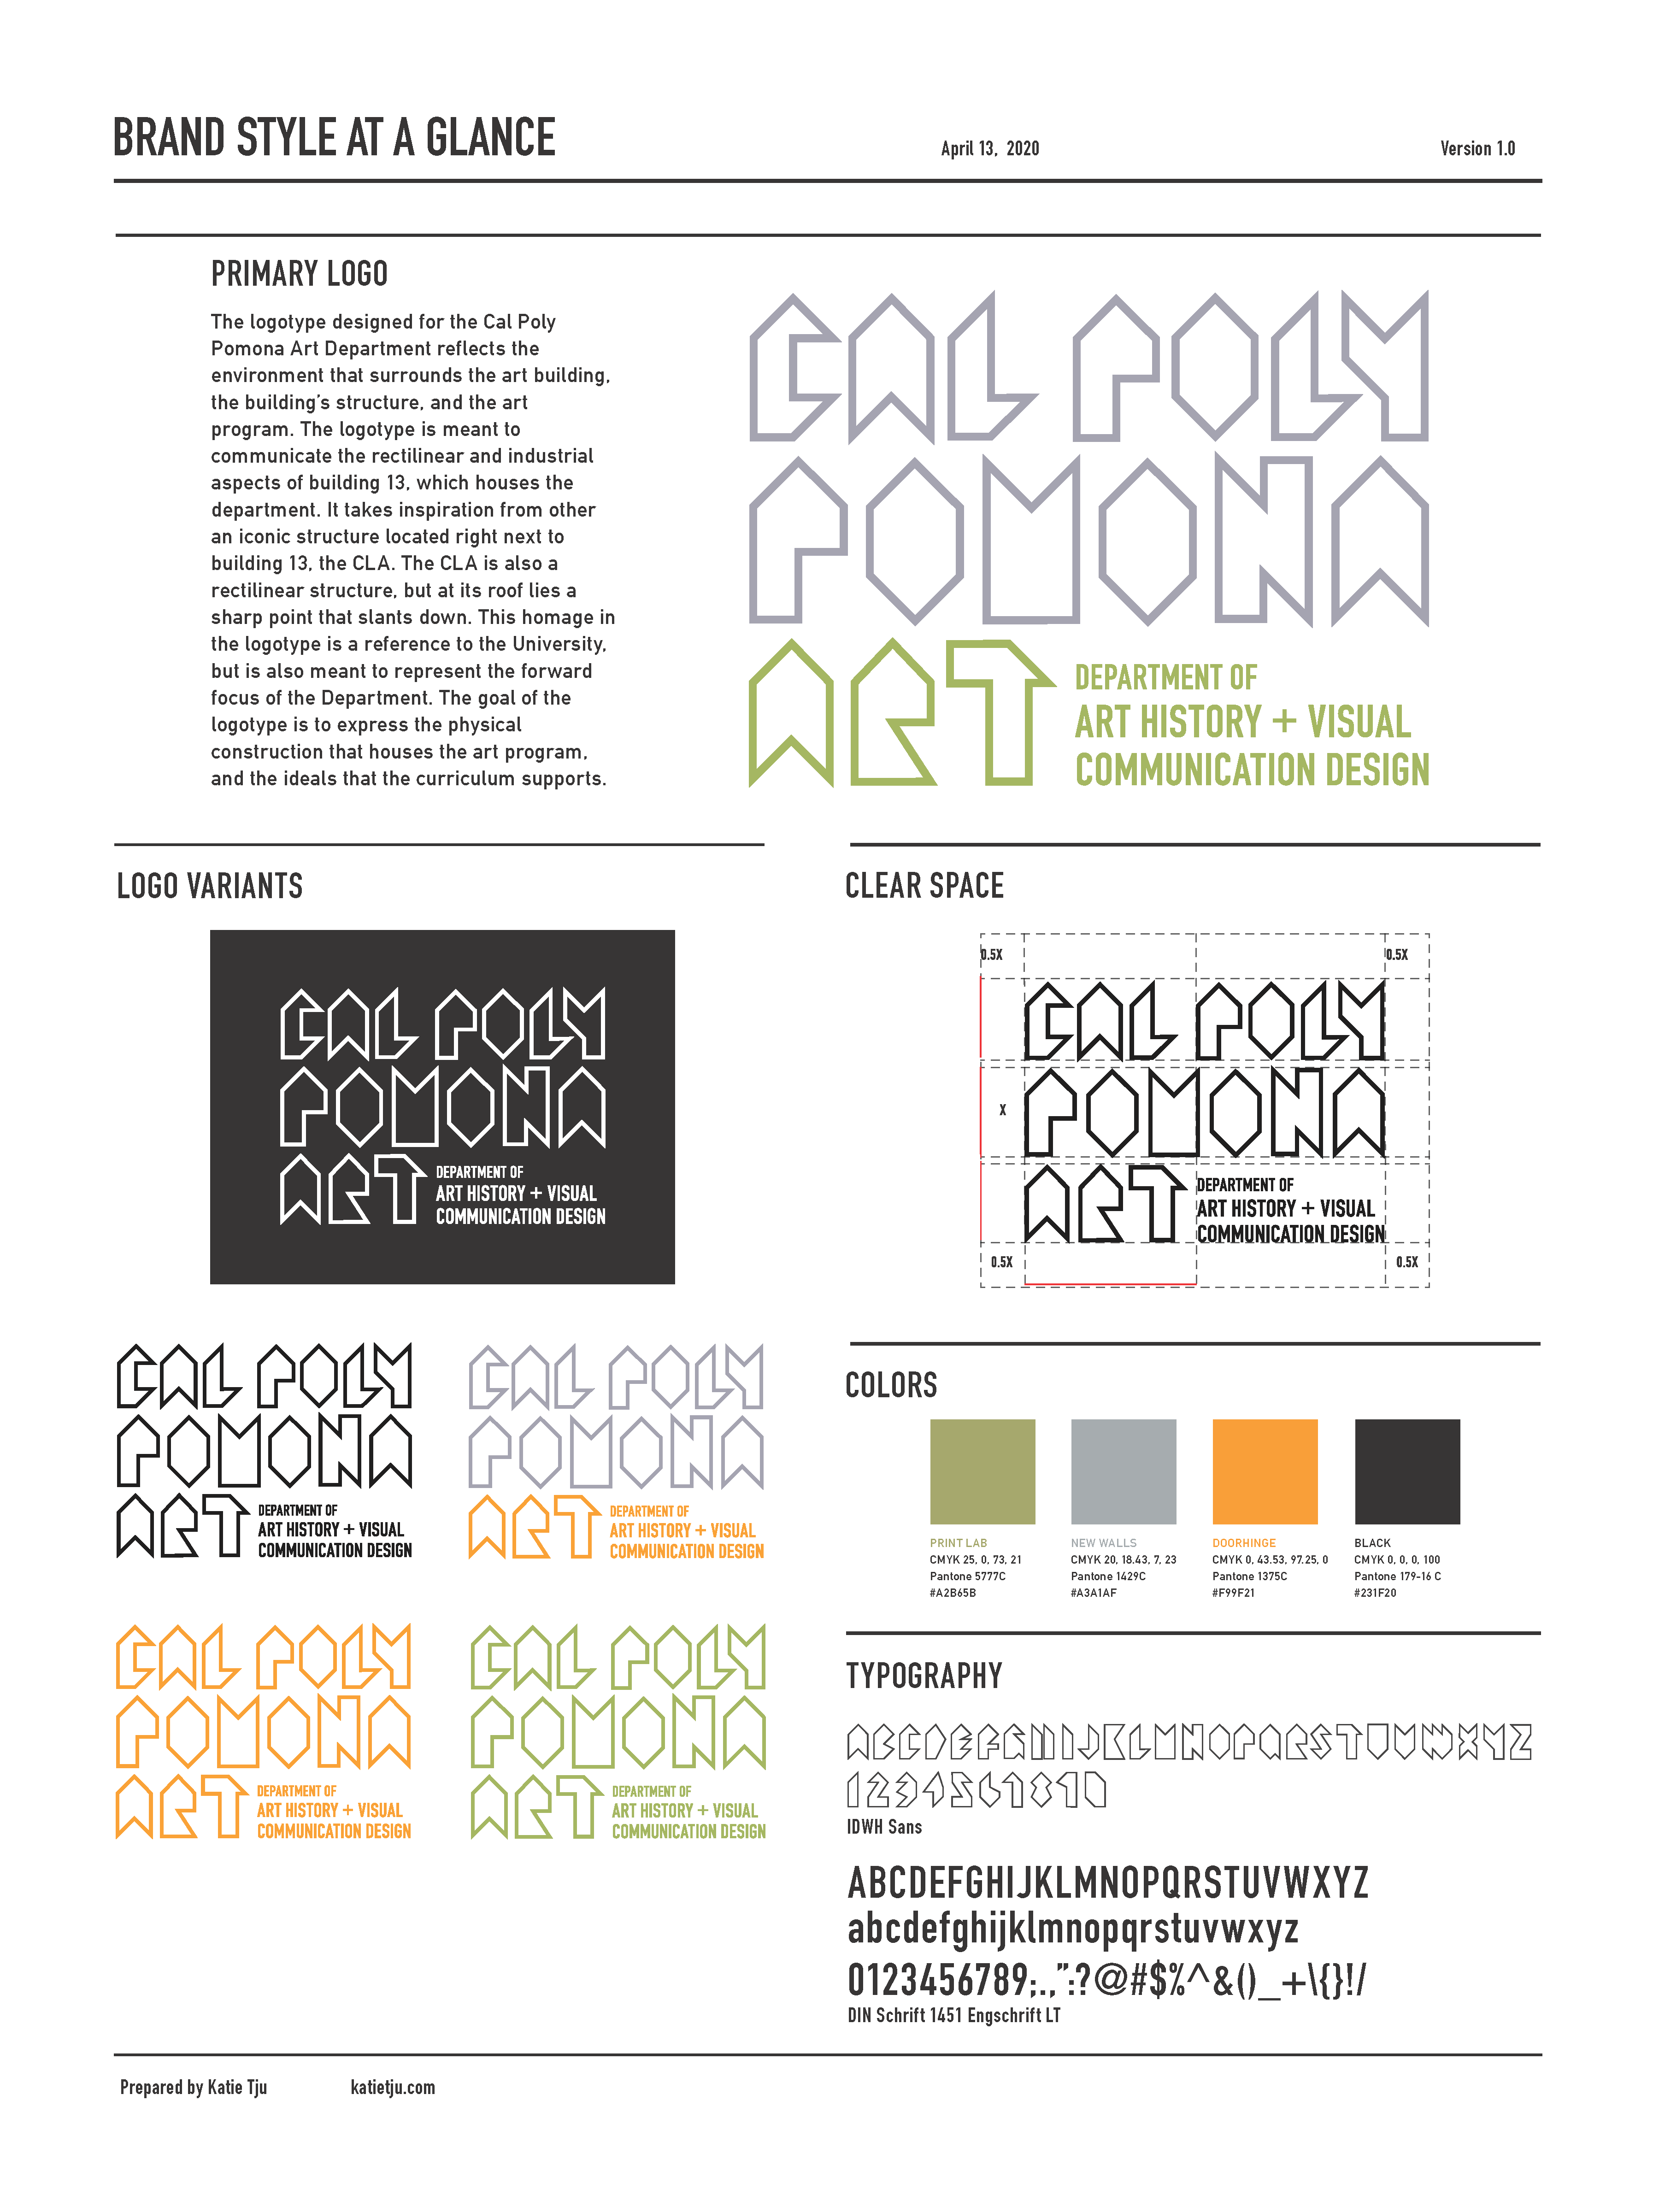 BRAND STYLE AT A GLANCE
April 13, 2020
Version 1.0
PRIMARY LOGO
The logotype designed for the Cal Poly
Pomona Art Department reflects the
environment that surrounds the art building,
the building's structure, and the art
program. The logotype is meant to
communicate the rectilinear and industrial
aspects of building 13, which houses the
department. It takes inspiration from other
an iconic structure located right next to
building 13, the CLA. The CLA is also a
rectilinear structure, but at its roof lies a
sharp point that slants down. This homage in
the logotype is a reference to the University,
but is also meant to represent the forward
focus of the Department. The goal of the
logotype is to express the physical
construction that houses the art program,
and the ideals that the curriculum supports.
CAL POLY
POMONA
ART
DEPARTMENT OF
ART HISTORY + VISUAL
COMMUNICATION DESIGN
LOGO VARIANTS
CAL POLY
POMONA
ART
DEPARTMENT OF
ART HISTORY + VISUAL
COMMUNICATION DESIGN
CAL POLY
POMONA
ART
DEPARTMENT OF
ART HISTORY + VISUAL
COMMUNICATION DESIGN
CAL POLY
POMONA
ART
DEPARTMENT OF
ART HISTORY + VISUAL
COMMUNICATION DESIGN
CAL POLY
POMONA
ART
DEPARTMENT OF
ART HISTORY + VISUAL
COMMUNICATION DESIGN
CAL POLY
POMONA
ART
DEPARTMENT OF
ART HISTORY + VISUAL
COMMUNICATION DESIGN
CLEAR SPACE
0.5X
0.5X
CAL POLY
X
POMONA
ART
DEPARTMENT OF
ART HISTORY + VISUAL
COMMUNICATION DESIGN
0.5X
0.5X
COLORS
PRINT LAB
CMYK 25, 0, 73, 21
Pantone 5777C
#A2B65B
NEW WALLS
CMYK 20, 18.43, 7, 23
Pantone 1429C
#A3A1AF
DOORHINGE
CMYK 0, 43.53, 97.25, 0
Pantone 1375C
#F99F21
BLACK
CMYK 0, 0, 0, 100
Pantone 179-16 C
#231F20
TYPOGRAPHY
ABCDEFGHIJKLMNOPQRSTUVWXYZ
1234567890
IDWH Sans
ABCDEFGHIJKLMNOPQRSTUVWXYZ
abcdefghijklmnopqrstuvwxyz
0123456789;.,":?@#$%^&()_+\{}!/
DIN Schrift 1451 Engschrift LT
Prepared by Katie Tju
katietju.com